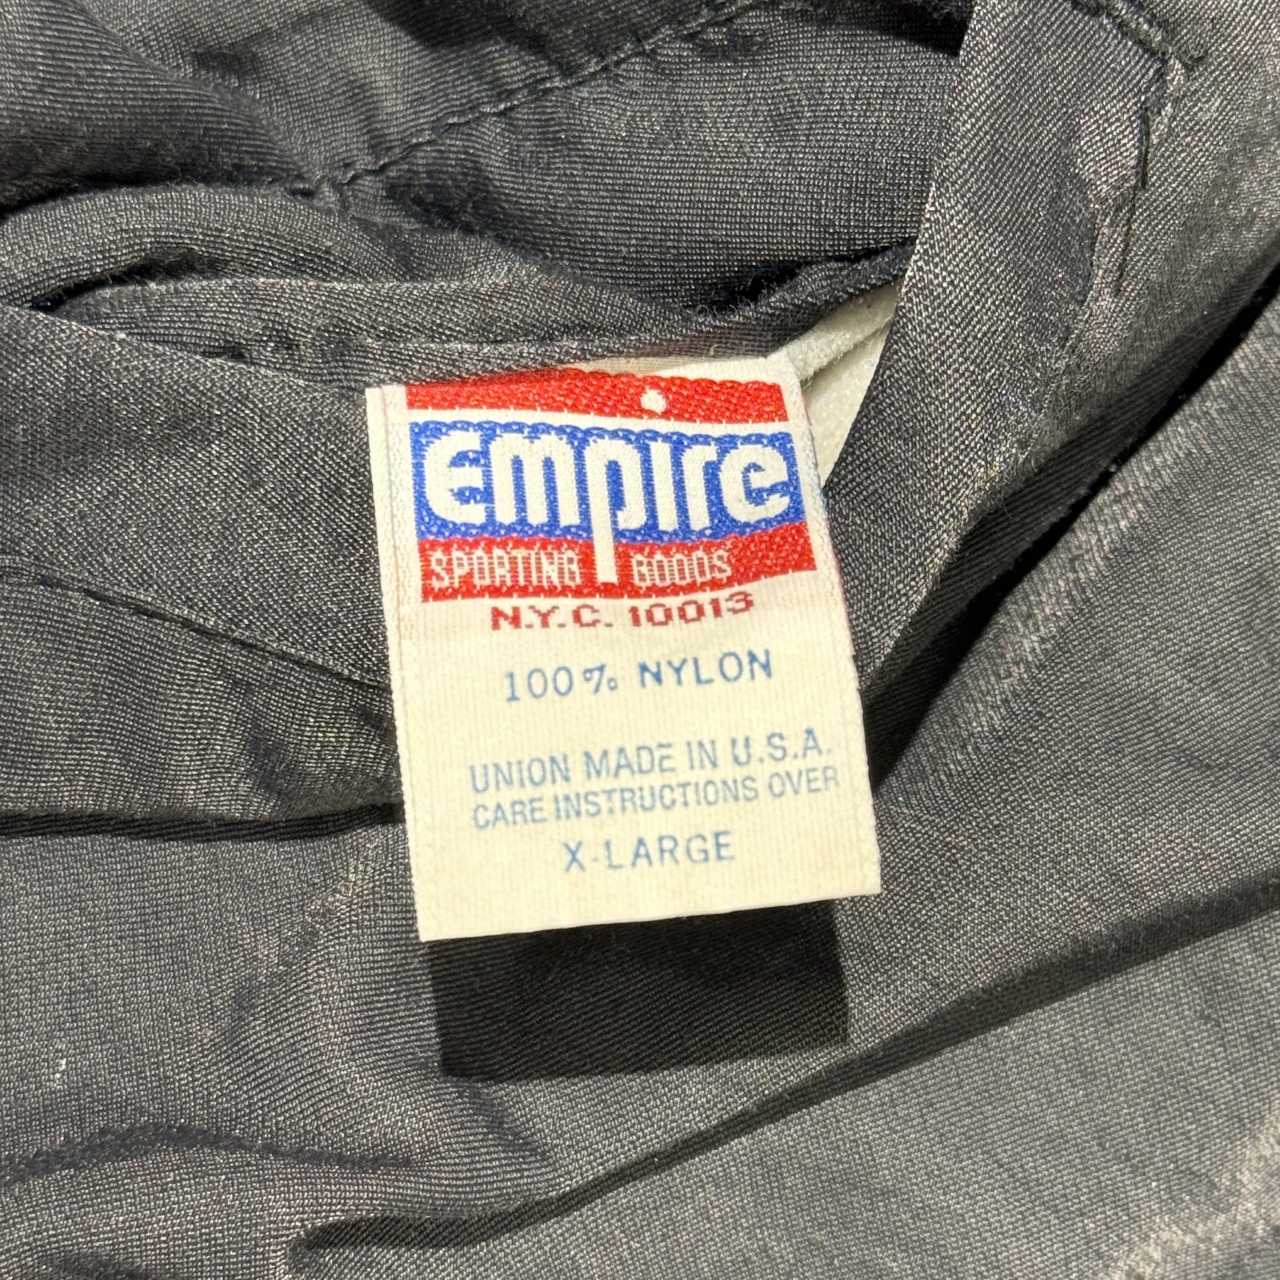 empire
SPORTING GOODS
N.Y.C. 10013
100% NYLON
UNION MADE IN U.S.A.
CARE INSTRUCTIONS OVER
X-LARGE